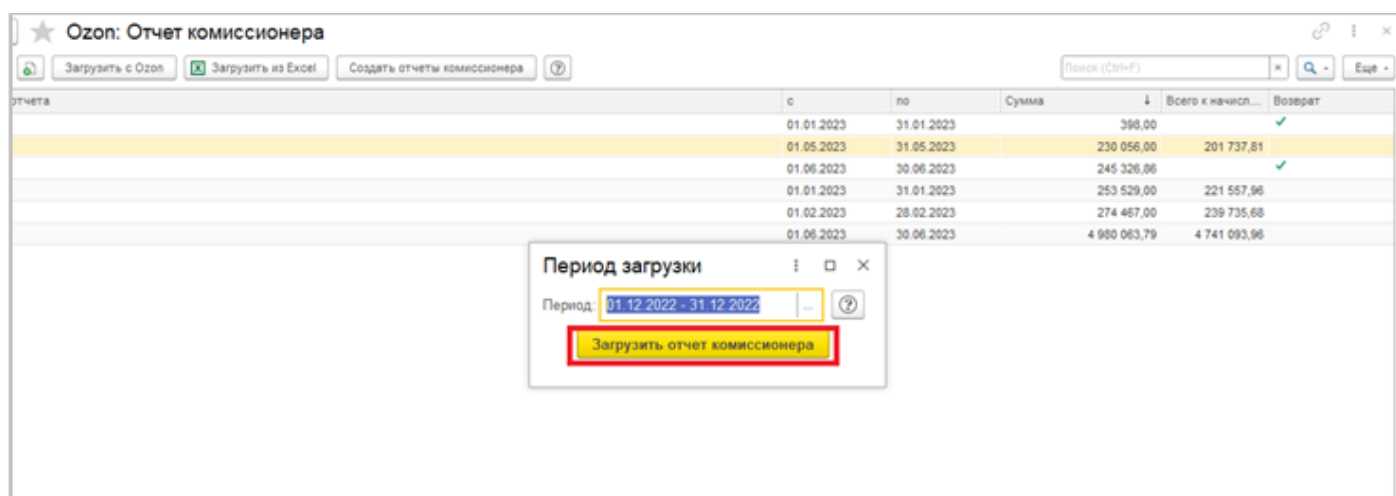 Ozon: Отчет комиссионера
Загрузить с Ozon Загрузить из Excel Создать отчеты комиссионера Поиск (Ctrl+F) Еще
отчета с по Сумма Всего к начисл... Возврат
01.01.2023 31.01.2023 398,00
01.05.2023 31.05.2023 230 056,00 201 737,81
01.06.2023 30.06.2023 245 326,86
01.01.2023 31.01.2023 253 529,00 221 557,96
01.02.2023 28.02.2023 274 467,00 239 735,68
01.06.2023 30.06.2023 4 980 063,79 4 741 093,96
Период загрузки
Период: 01.12.2022 - 31.12.2022 ...
Загрузить отчет комиссионера